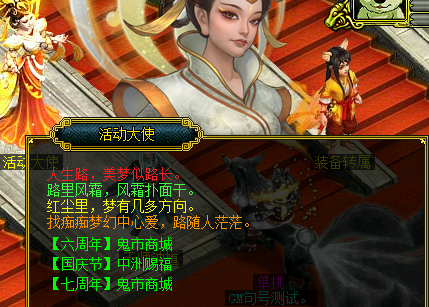 活动大使
活动大使
装备转属
人生路，美梦似路长。
路里风霜，风霜扑面干。
红尘里，梦有几多方向。
找痴痴梦幻中心爱，路随人茫茫。
【六周年】鬼市商城
【国庆节】中洲赐福
【七周年】鬼市商城
单挑
GM句号测试。